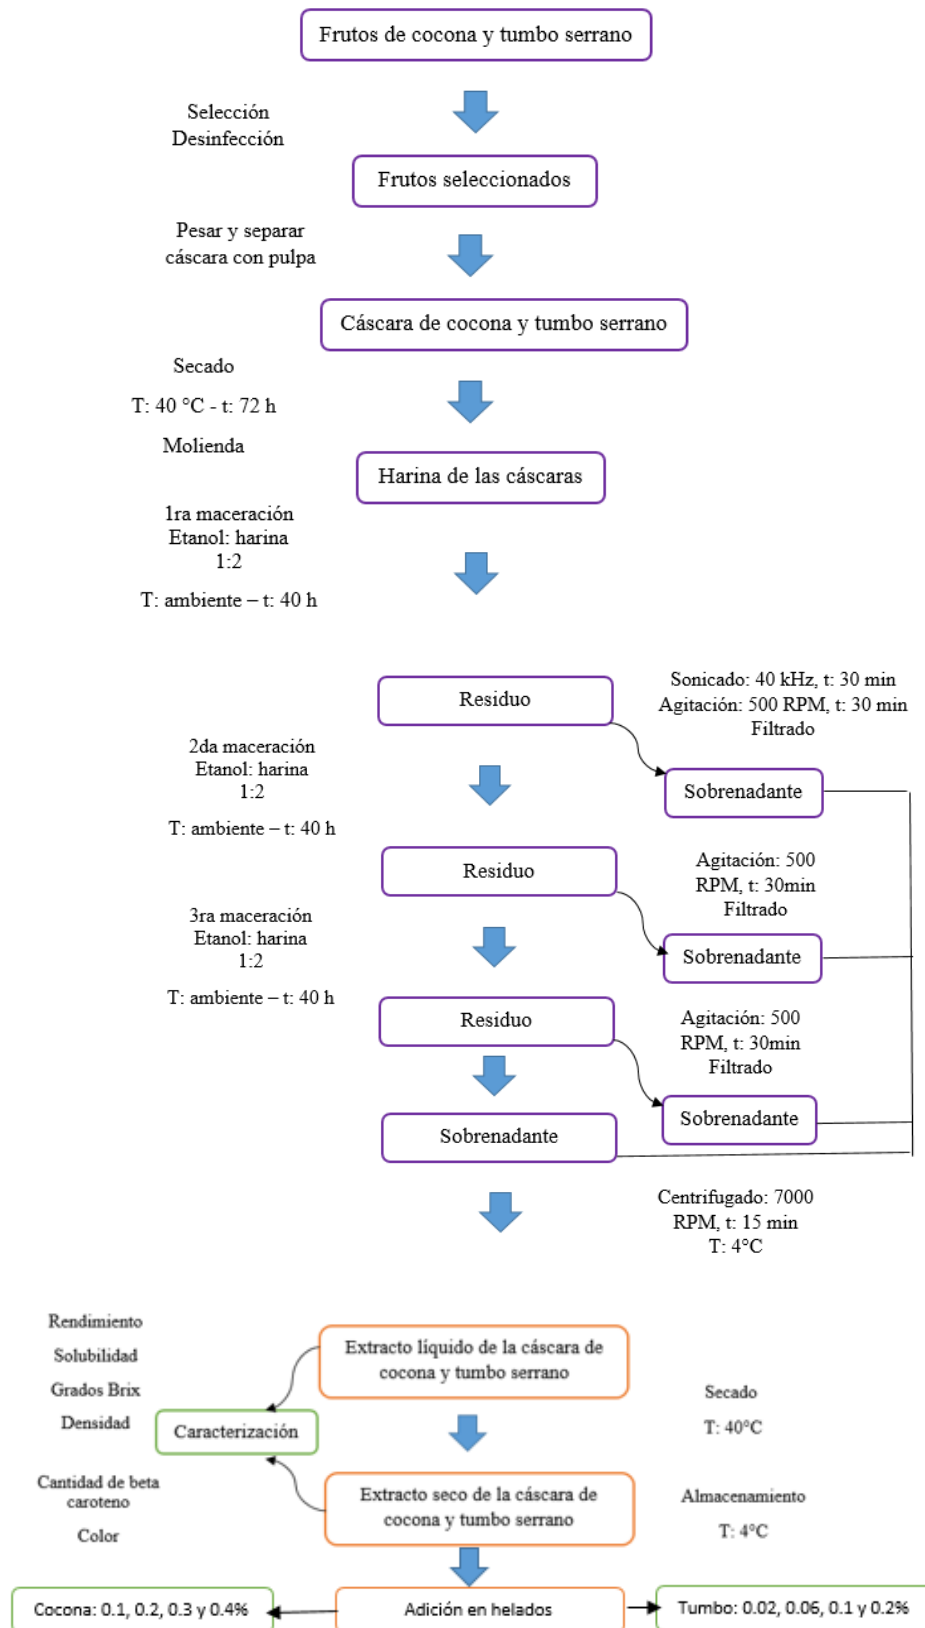 Frutos de cocona y tumbo serrano
Selección
Desinfección
Frutos seleccionados
Pesar y separar
cáscara con pulpa
Cáscara de cocona y tumbo serrano
Secado
T: 40 °C - t: 72 h
Molienda
Harina de las cáscaras
1ra maceración
Etanol: harina
1:2
T: ambiente – t: 40 h
Residuo
Sonicado: 40 kHz, t: 30 min
Agitación: 500 RPM, t: 30 min
Filtrado
2da maceración
Etanol: harina
1:2
T: ambiente – t: 40 h
Sobrenadante
Residuo
Agitación: 500
RPM, t: 30min
Filtrado
3ra maceración
Etanol: harina
1:2
T: ambiente – t: 40 h
Sobrenadante
Residuo
Agitación: 500
RPM, t: 30min
Filtrado
Sobrenadante
Sobrenadante
Centrifugado: 7000
RPM, t: 15 min
T: 4°C
Rendimiento
Solubilidad
Grados Brix
Densidad
Extracto líquido de la cáscara de
cocona y tumbo serrano
Caracterización
Secado
T: 40°C
Cantidad de beta
caroteno
Color
Extracto seco de la cáscara de
cocona y tumbo serrano
Almacenamiento
T: 4°C
Cocona: 0.1, 0.2, 0.3 y 0.4%
Adición en helados
Tumbo: 0.02, 0.06, 0.1 y 0.2%